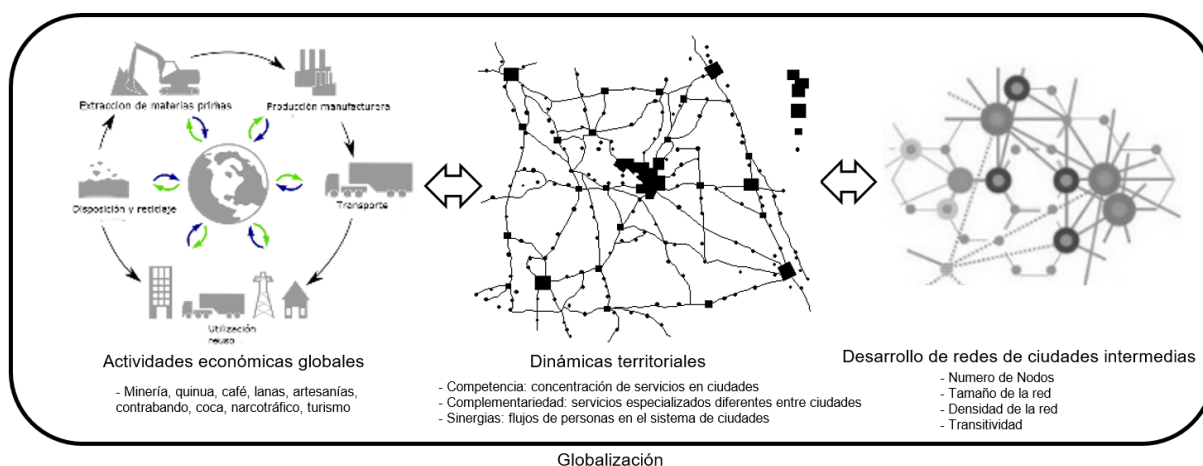 Extraccion de materias primas
Producción manufacturera
Disposición y reciclaje
Transporte
Utilización
reuso
Actividades económicas globales
- Minería, quinua, café, lanas, artesanías,
contrabando, coca, narcotráfico, turismo
Dinámicas territoriales
- Competencia: concentración de servicios en ciudades
- Complementariedad: servicios especializados diferentes entre ciudades
- Sinergias: flujos de personas en el sistema de ciudades
Desarrollo de redes de ciudades intermedias
- Numero de Nodos
- Tamaño de la red
- Densidad de la red
- Transitividad
Globalización